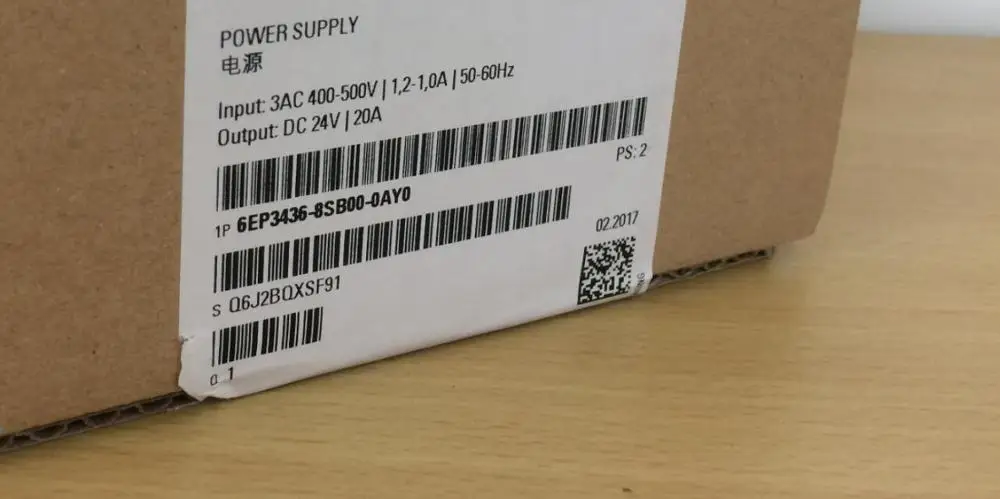 POWER SUPPLY
电源
Input: 3AC 400-500V | 1,2-1,0A | 50-60Hz
Output: DC 24V | 20A
PS: 2
1P 6EP3436-8SB00-0AY0
02.2017
S Q6J2BQXSF91
Q 1